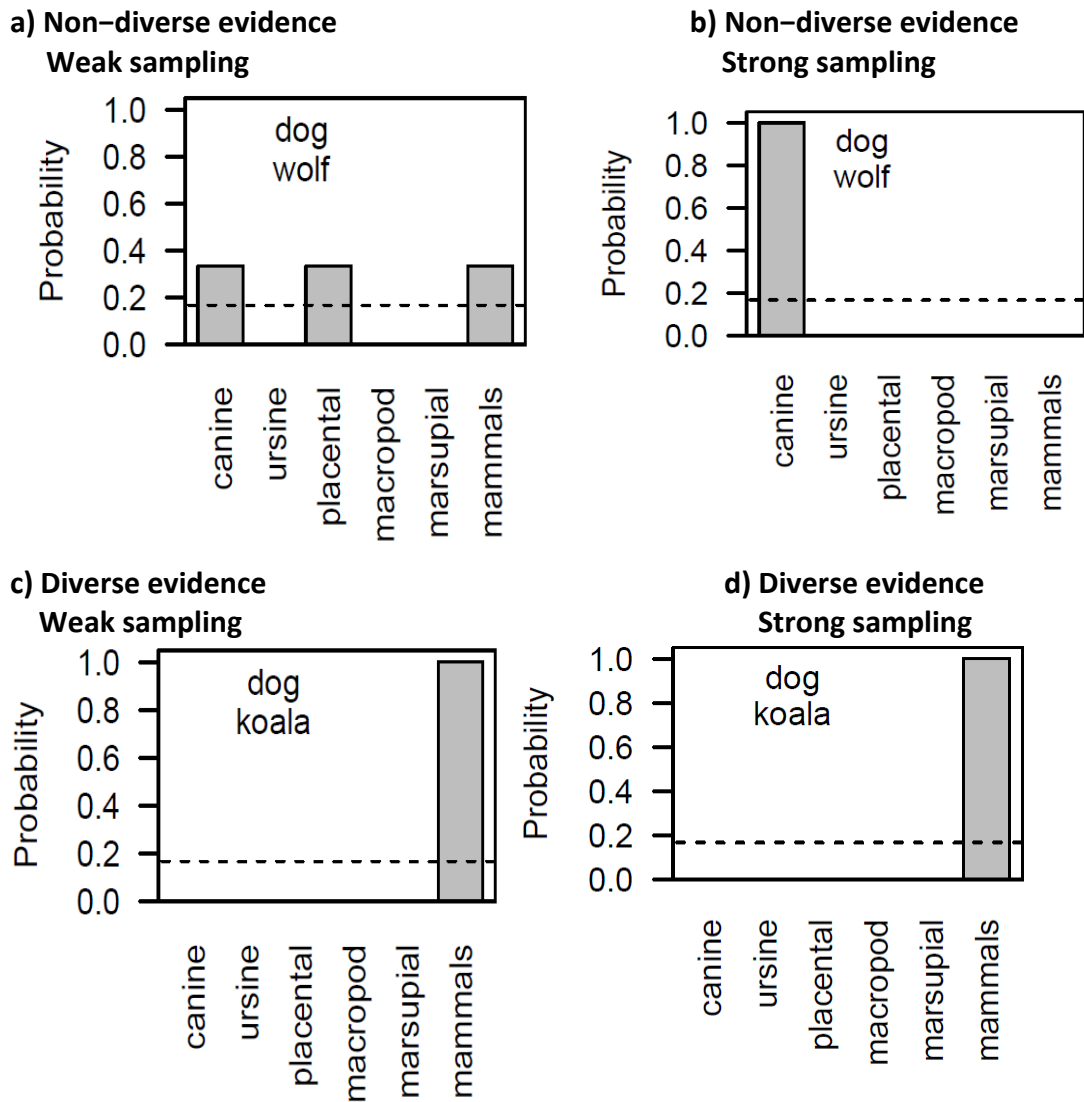 a) Non−diverse evidence
Weak sampling
Probability
1.0
0.8
0.6
0.4
0.2
0.0
dog
wolf
canine
ursine
placental
macropod
marsupial
mammals
b) Non−diverse evidence
Strong sampling
Probability
1.0
0.8
0.6
0.4
0.2
0.0
dog
wolf
canine
ursine
placental
macropod
marsupial
mammals
c) Diverse evidence
Weak sampling
Probability
1.0
0.8
0.6
0.4
0.2
0.0
dog
koala
canine
ursine
placental
macropod
marsupial
mammals
d) Diverse evidence
Strong sampling
Probability
1.0
0.8
0.6
0.4
0.2
0.0
dog
koala
canine
ursine
placental
macropod
marsupial
mammals